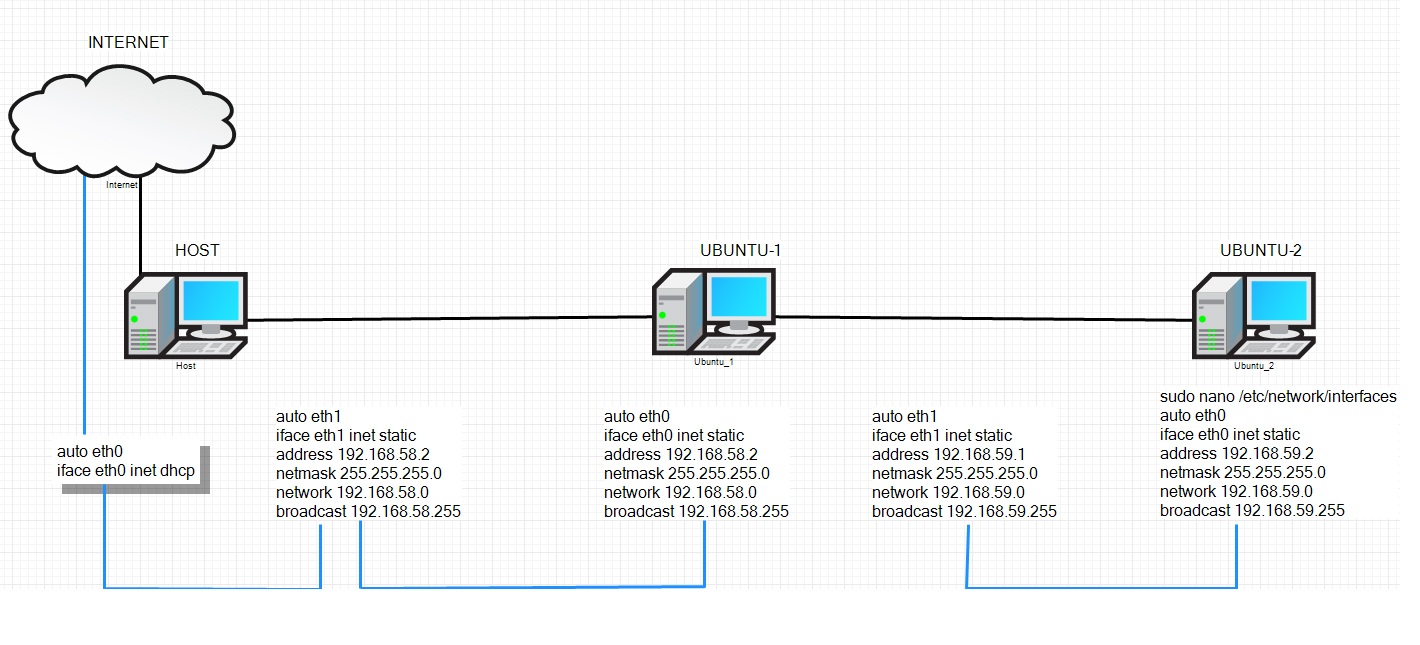 INTERNET
Internet
HOST
Host
UBUNTU-1
Ubuntu_1
UBUNTU-2
Ubuntu_2
auto eth0
iface eth0 inet dhcp
auto eth1
iface eth1 inet static
address 192.168.58.2
netmask 255.255.255.0
network 192.168.58.0
broadcast 192.168.58.255
auto eth0
iface eth0 inet static
address 192.168.58.2
netmask 255.255.255.0
network 192.168.58.0
broadcast 192.168.58.255
auto eth1
iface eth1 inet static
address 192.168.59.1
netmask 255.255.255.0
network 192.168.59.0
broadcast 192.168.59.255
sudo nano /etc/network/interfaces
auto eth0
iface eth0 inet static
address 192.168.59.2
netmask 255.255.255.0
network 192.168.59.0
broadcast 192.168.59.255